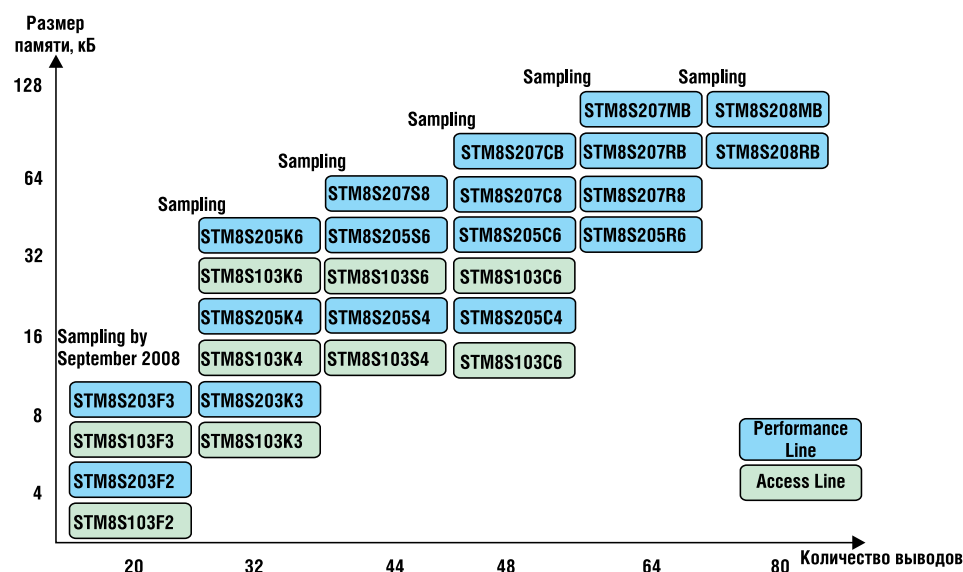 Размер
памяти, кБ
128
64
32
16
8
4
Sampling Sampling
STM8S207MB STM8S208MB
Sampling
STM8S207CB STM8S207RB STM8S208RB
Sampling
STM8S207S8 STM8S207C8 STM8S207R8
Sampling
STM8S205K6 STM8S205S6 STM8S205C6 STM8S205R6
STM8S103K6 STM8S103S6 STM8S103C6
STM8S205K4 STM8S205S4 STM8S205C4
Sampling by
September 2008
STM8S103K4 STM8S103S4 STM8S103C6
STM8S203F3 STM8S203K3
STM8S103F3 STM8S103K3
STM8S203F2
STM8S103F2
Performance
Line
Access Line
20 32 44 48 64 80
Количество выводов